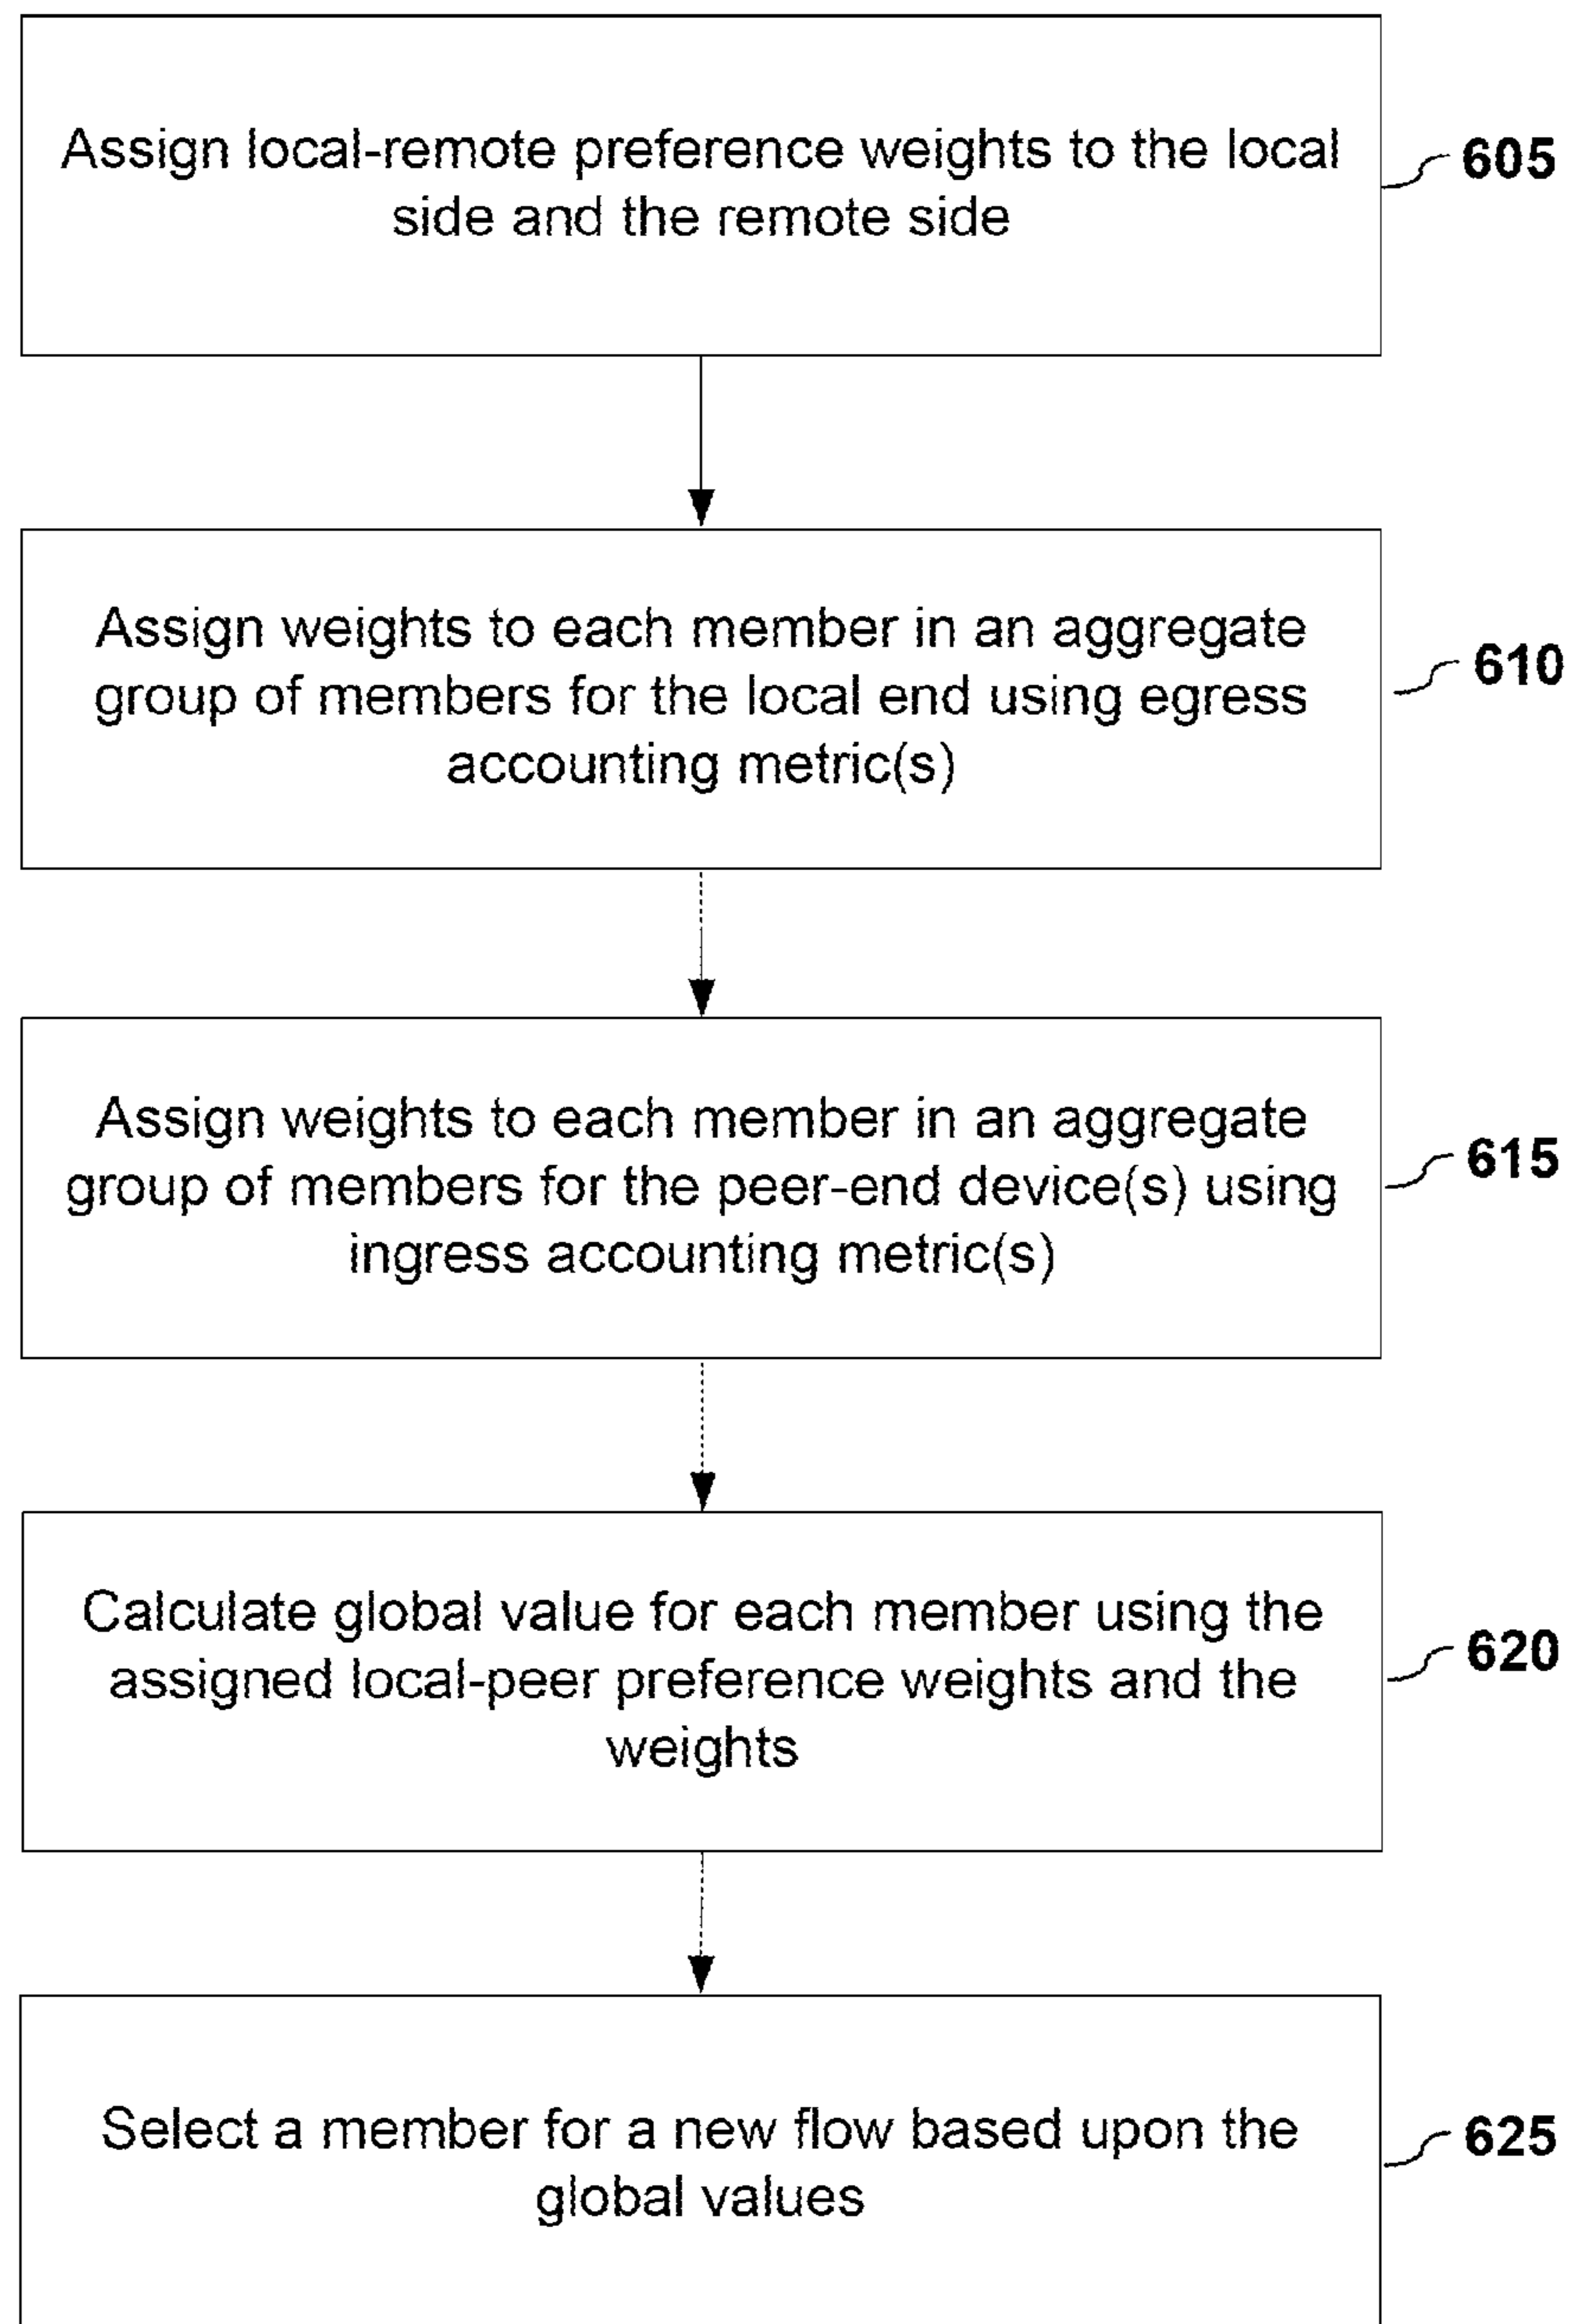 Assign local-remote preference weights to the local
side and the remote side
605
Assign weights to each member in an aggregate
group of members for the local end using egress
accounting metric(s)
610
Assign weights to each member in an aggregate
group of members for the peer-end device(s) using
ingress accounting metric(s)
615
Calculate global value for each member using the
assigned local-peer preference weights and the
weights
620
Select a member for a new flow based upon the
global values
625